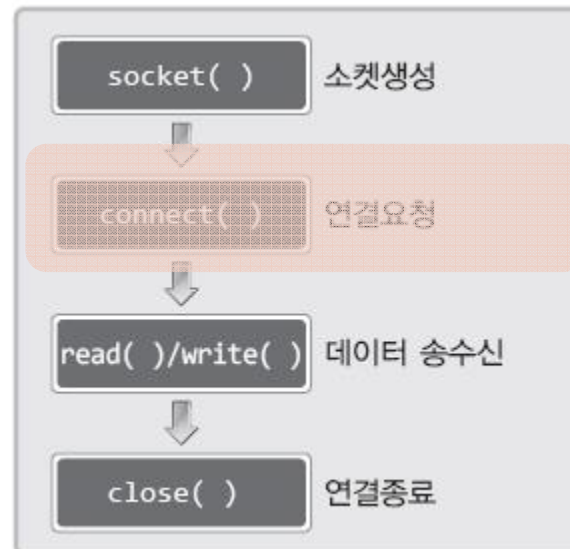 socket( ) 소켓생성
connect( ) 연결요청
read( )/write( ) 데이터 송수신
close( ) 연결종료